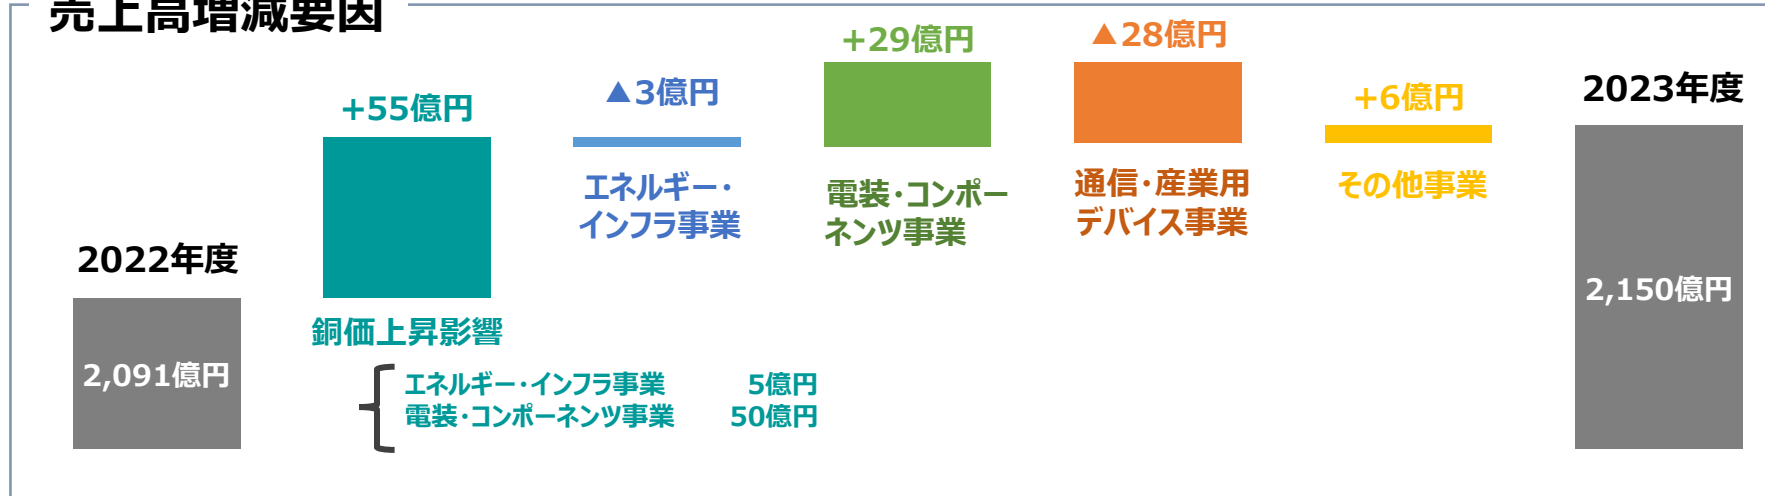 売上高増減要因
2022年度
2,091億円
+55億円
銅価上昇影響
エネルギー・インフラ事業 5億円
電装・コンポーネンツ事業 50億円
▲3億円
エネルギー・
インフラ事業
+29億円
電装・コンポー
ネンツ事業
▲28億円
通信・産業用
デバイス事業
+6億円
その他事業
2023年度
2,150億円